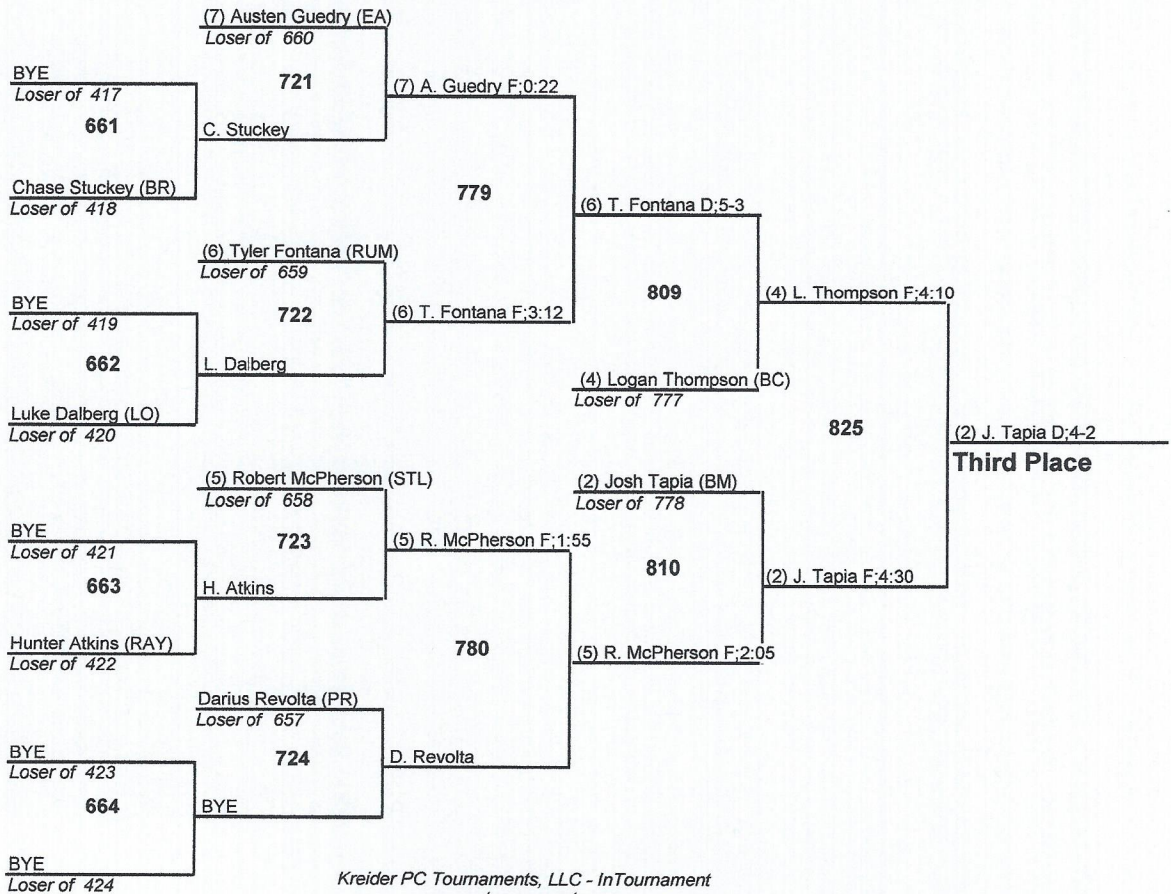 (7) Austen Guedry (EA)
Loser of 660
BYE
Loser of 417
721
(7) A. Guedry F;0:22
661
C. Stuckey
Chase Stuckey (BR)
Loser of 418
779
(6) T. Fontana D;5-3
(6) Tyler Fontana (RUM)
Loser of 659
BYE
Loser of 419
722
(6) T. Fontana F;3:12
809
(4) L. Thompson F;4:10
662
L. Dalberg
(4) Logan Thompson (BC)
Loser of 777
Luke Dalberg (LO)
Loser of 420
825
(2) J. Tapia D;4-2
Third Place
(5) Robert McPherson (STL)
Loser of 658
(2) Josh Tapia (BM)
Loser of 778
BYE
Loser of 421
723
(5) R. McPherson F;1:55
810
(2) J. Tapia F;4:30
663
H. Atkins
Hunter Atkins (RAY)
Loser of 422
780
(5) R. McPherson F;2:05
Darius Revolta (PR)
Loser of 657
BYE
Loser of 423
724
D. Revolta
664
BYE
BYE
Loser of 424
Kreider PC Tournaments, LLC - InTournament